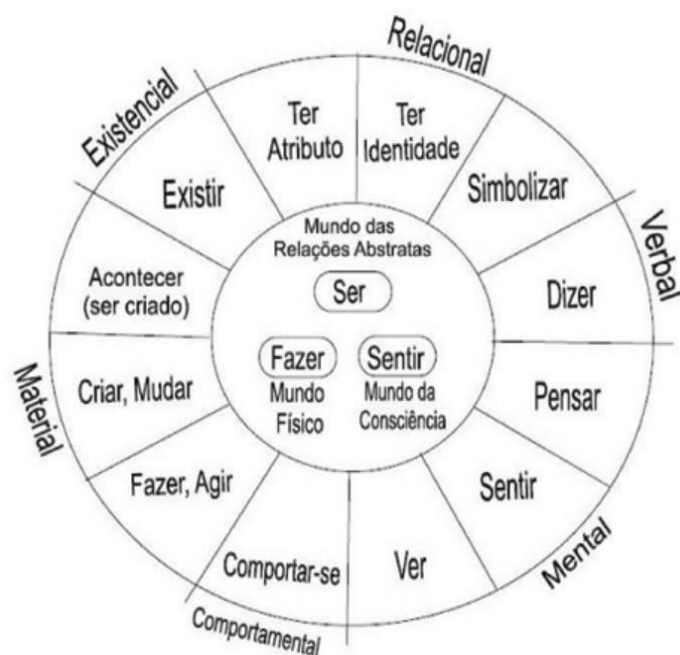 Relacional
Existencial
Ter
Atributo
Ter
Identidade
Existir
Simbolizar
Verbal
Mundo das
Relações Abstratas
Ser
Acontecer
(ser criado)
Dizer
Fazer
Sentir
Mundo
Físico
Mundo da
Consciência
Material
Criar, Mudar
Pensar
Fazer, Agir
Sentir
Mental
Comportar-se
Ver
Comportamental